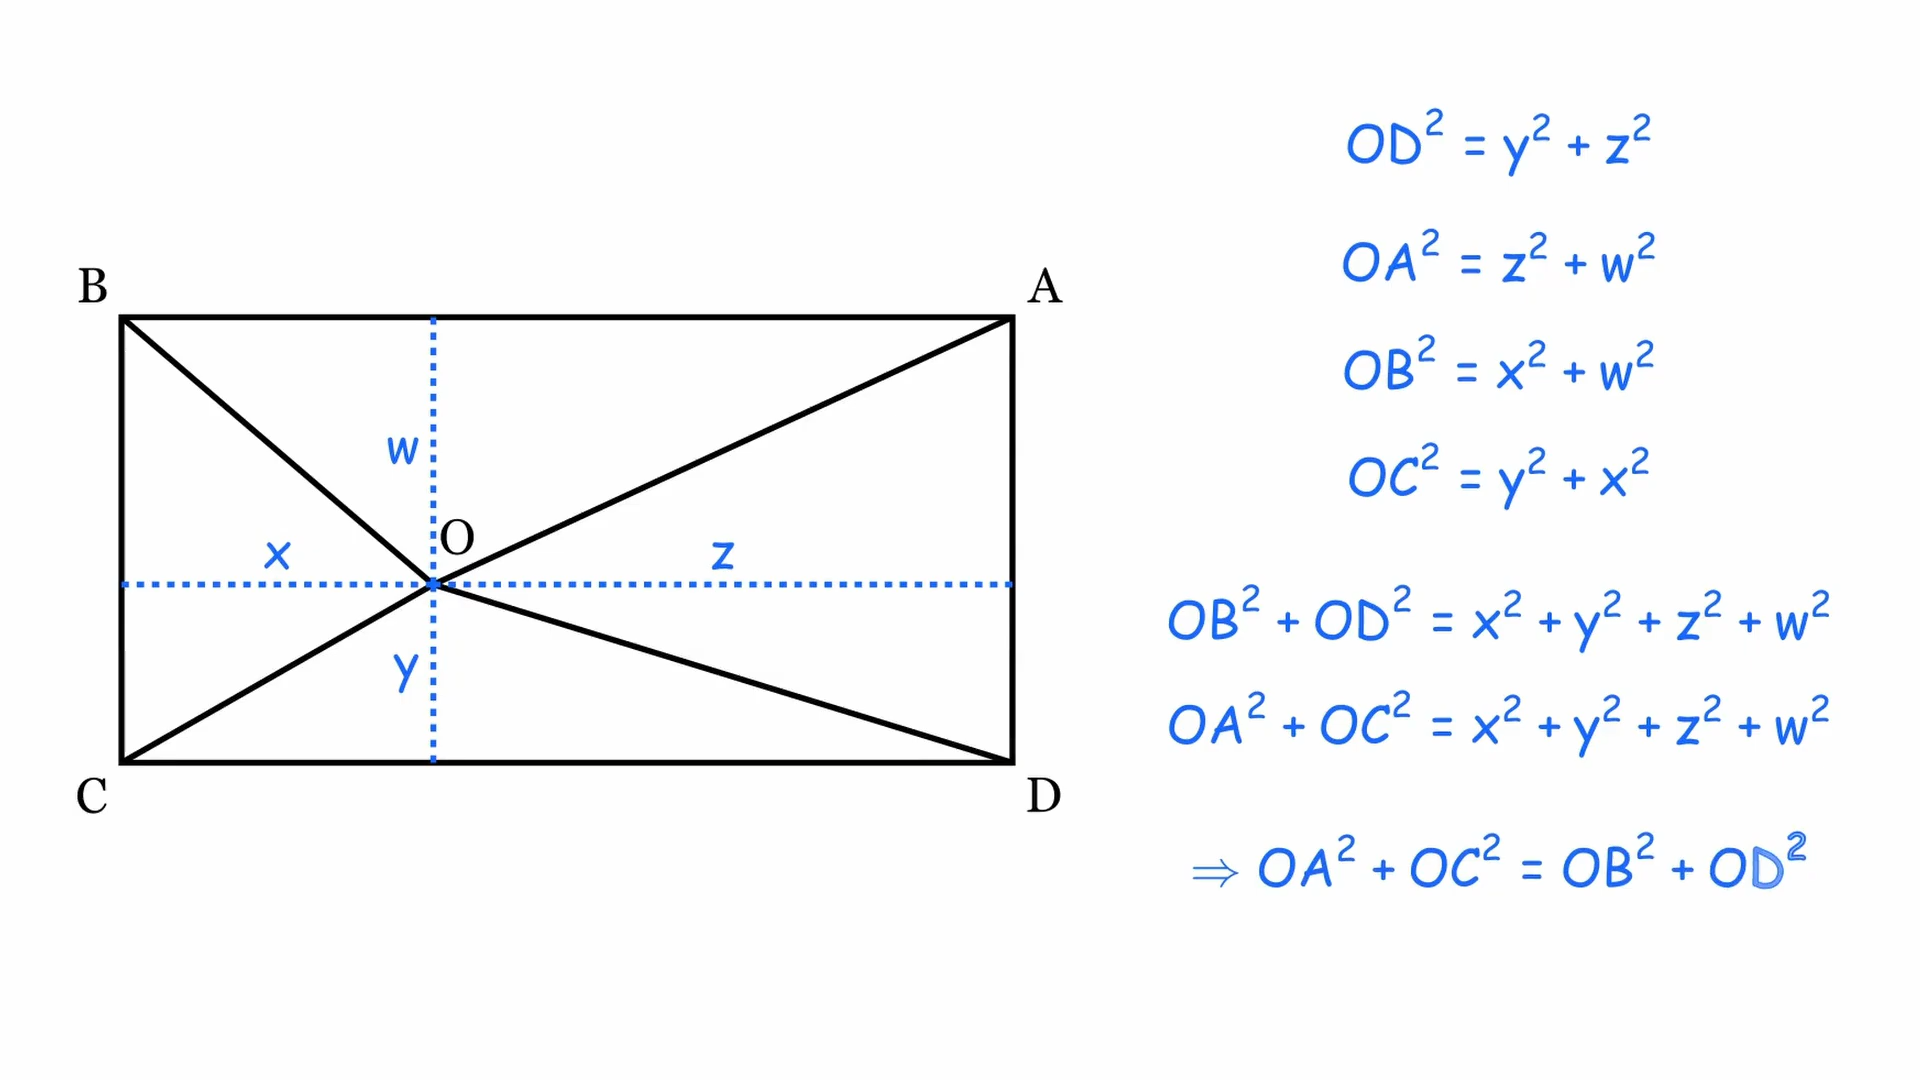 B A
w
O
x z
y
C D
OD² = y² + z²
OA² = z² + w²
OB² = x² + w²
OC² = y² + x²
OB² + OD² = x² + y² + z² + w²
OA² + OC² = x² + y² + z² + w²
⇒ OA² + OC² = OB² + OD²